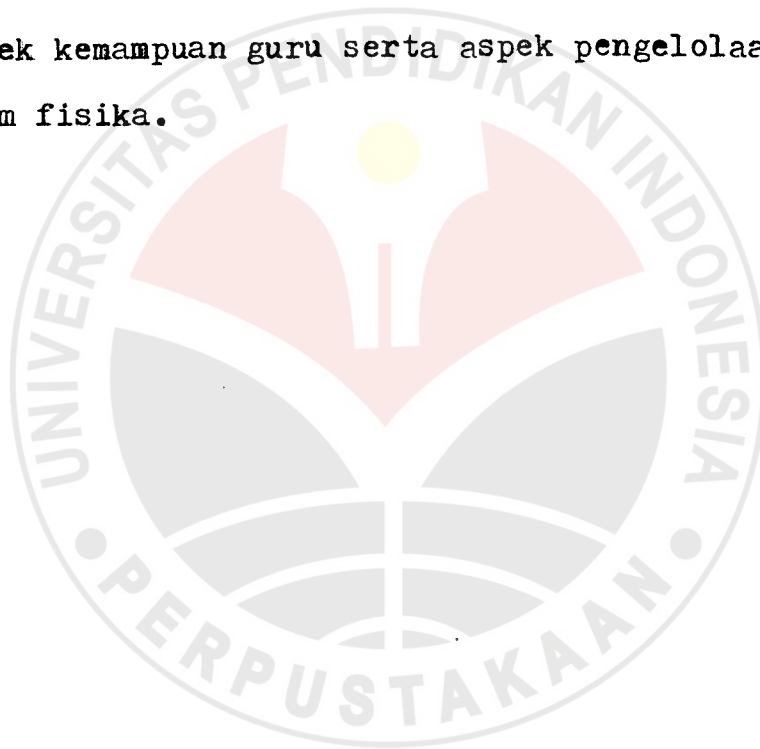 ek kemampuan guru serta aspek pengelolaa
m fisika.
UNIVERSITAS PENDIDIKAN INDONESIA
PERPUSTAKAAN